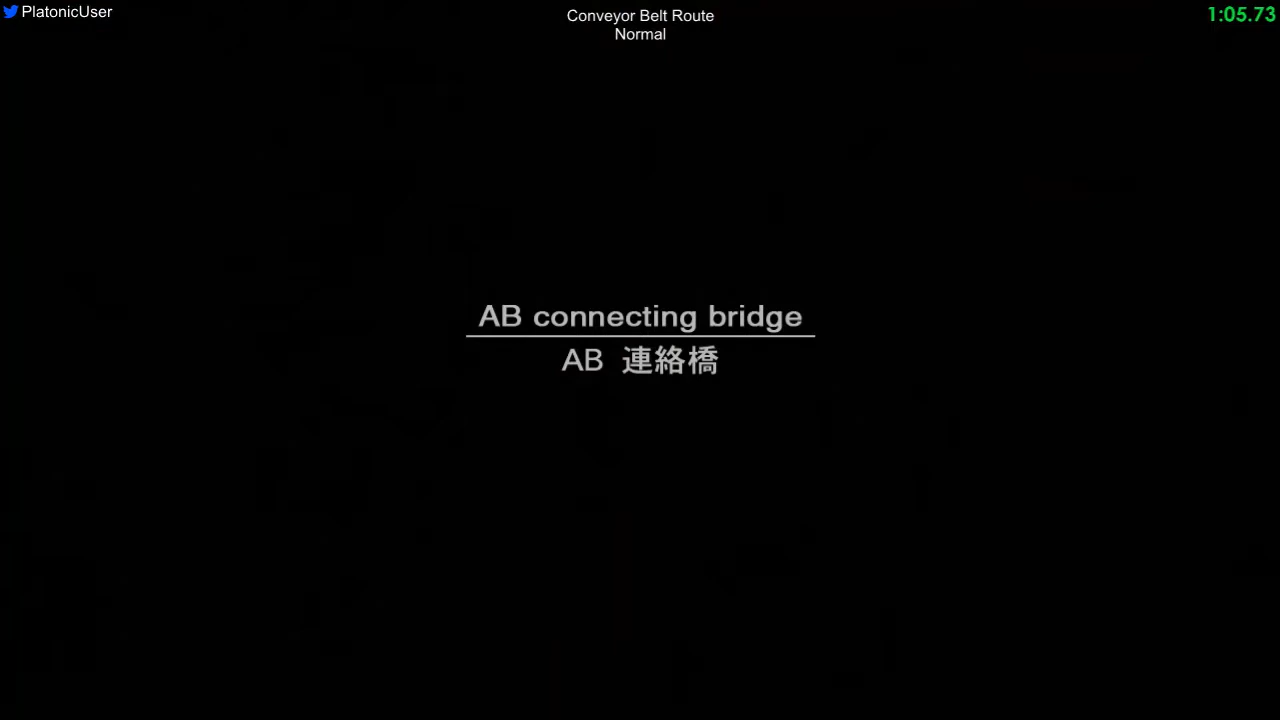 PlatonicUser
Conveyor Belt Route
Normal
1:05.73
AB connecting bridge
AB 連絡橋